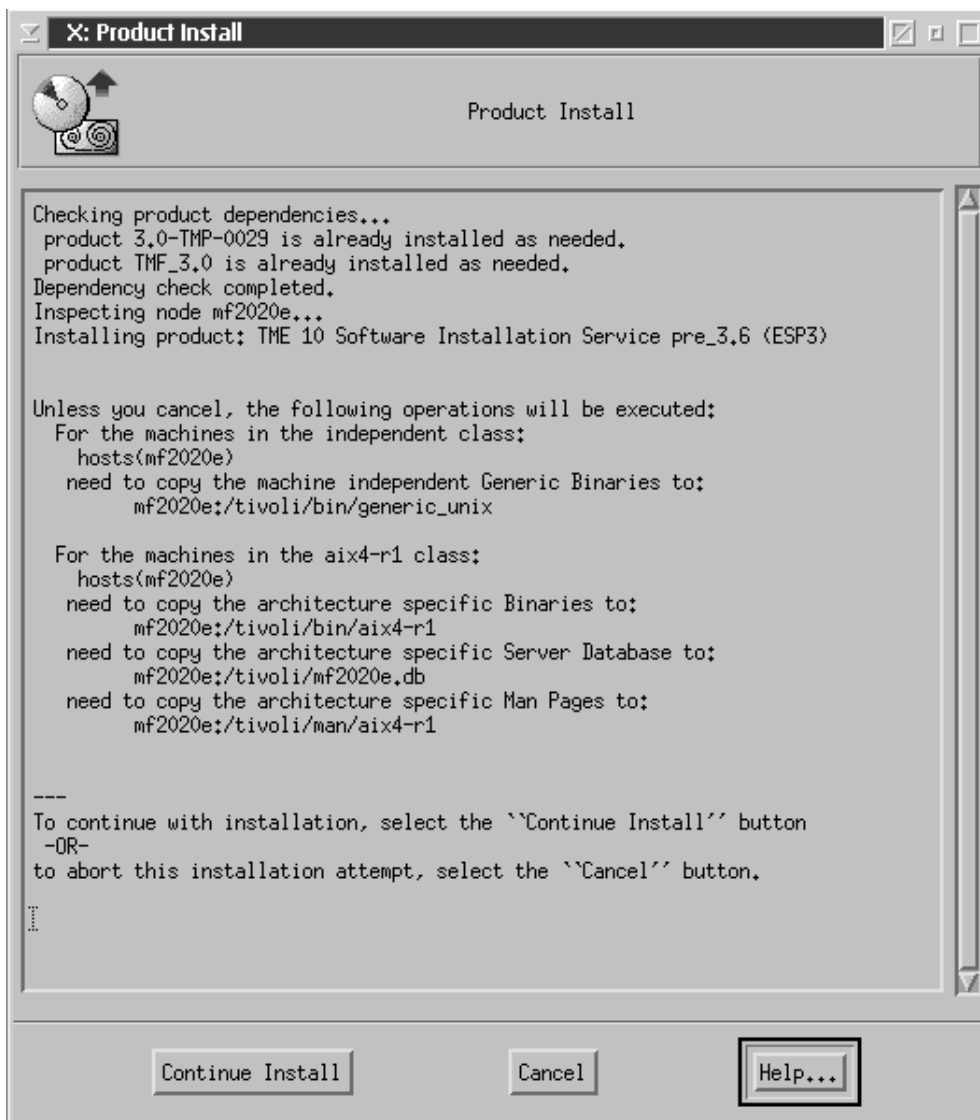 X: Product Install
Product Install
Checking product dependencies...
 product 3.0-TMP-0029 is already installed as needed.
 product TMF_3.0 is already installed as needed.
Dependency check completed.
Inspecting node mf2020e...
Installing product: TME 10 Software Installation Service pre_3.6 (ESP3)
Unless you cancel, the following operations will be executed:
  For the machines in the independent class:
    hosts(mf2020e)
   need to copy the machine independent Generic Binaries to:
         mf2020e:/tivoli/bin/generic_unix
  For the machines in the aix4-r1 class:
    hosts(mf2020e)
   need to copy the architecture specific Binaries to:
         mf2020e:/tivoli/bin/aix4-r1
   need to copy the architecture specific Server Database to:
         mf2020e:/tivoli/mf2020e.db
   need to copy the architecture specific Man Pages to:
         mf2020e:/tivoli/man/aix4-r1
---
To continue with installation, select the ``Continue Install´´ button
 -OR-
to abort this installation attempt, select the ``Cancel´´ button.
Continue Install
Cancel
Help...